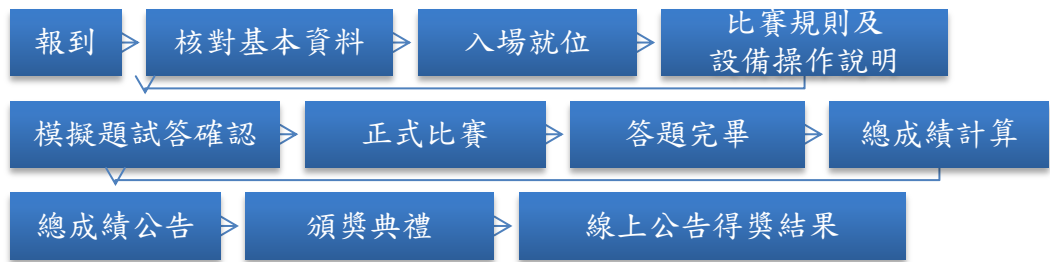 報到
核對基本資料
入場就位
比賽規則及
設備操作說明
模擬題試答確認
正式比賽
答題完畢
總成績計算
總成績公告
頒獎典禮
線上公告得獎結果